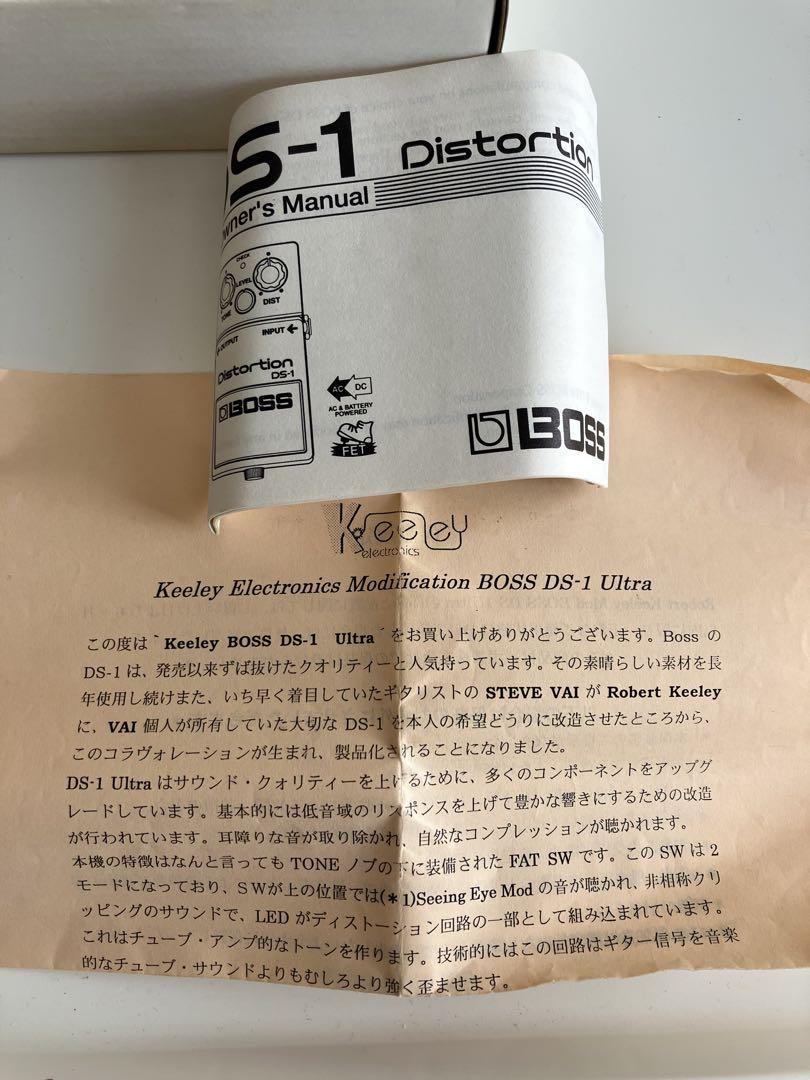 DS-1 Distortion
Owner's Manual
CHECK
LEVEL
TONE
DIST
OUTPUT
INPUT
Distortion
DS-1
BOSS
AC DC
AC & BATTERY
POWERED
FET
BOSS
Keeley
electronics
Keeley Electronics Modification BOSS DS-1 Ultra
この度は`Keeley BOSS DS-1 Ultra´をお買い上げありがとうございます。Boss の
DS-1 は、発売以来ずば抜けたクオリティーと人気持っています。その素晴らしい素材を長
年使用し続けまた、いち早く着目していたギタリストの STEVE VAI が Robert Keeley
に、VAI 個人が所有していた大切な DS-1 を本人の希望どうりに改造させたところから、
このコラヴォレーションが生まれ、製品化されることになりました。
DS-1 Ultra はサウンド・クォリティーを上げるために、多くのコンポーネントをアップグ
レードしています。基本的には低音域のリンポンスを上げて豊かな響きにするための改造
が行われています。耳障りな音が取り除かれ、自然なコンプレッションが聴かれます。
本機の特徴はなんと言っても TONE ノブの下に装備された FAT SW です。この SW は 2
モードになっており、ＳＷが上の位置では(＊1)Seeing Eye Mod の音が聴かれ、非相称クリ
ッピングのサウンドで、LED がディストーション回路の一部として組み込まれています。
これはチューブ・アンプ的なトーンを作ります。技術的にはこの回路はギター信号を音楽
的なチューブ・サウンドよりもむしろより強く歪ませます。